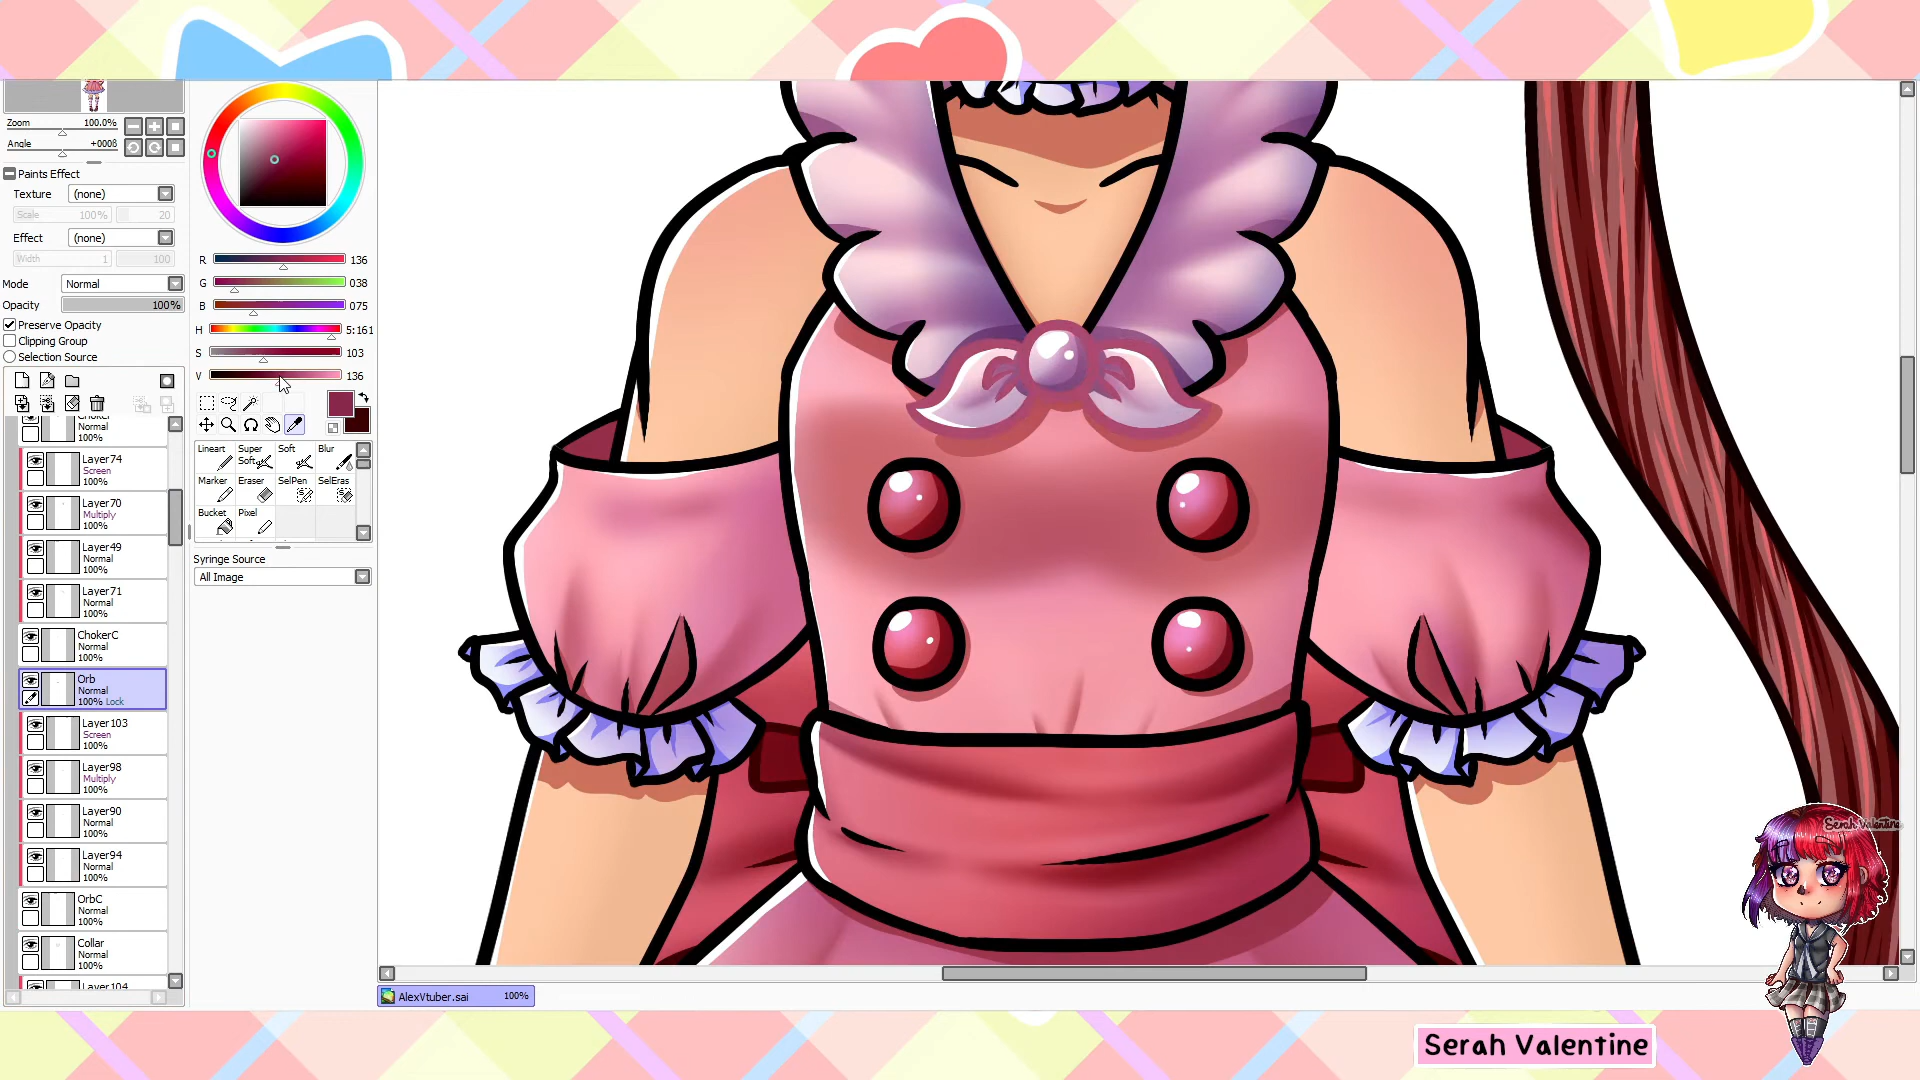 Zoom 100.0%
Angle +0008
Paints Effect
Texture (none)
Scale 100% 20
Effect (none)
Width 1 100
Mode Normal
Opacity 100%
Preserve Opacity
Clipping Group
Selection Source
R 136
G 038
B 075
H 5:161
S 103
V 136
Lineart Super Soft Soft Blur
Marker Eraser SelPen SelEras
Bucket Pixel
Syringe Source
All Image
Normal
100%
Layer74
Screen
100%
Layer70
Multiply
100%
Layer49
Normal
100%
Layer71
Normal
100%
ChokerC
Normal
100%
Orb
Normal
100% Lock
Layer103
Screen
100%
Layer98
Multiply
100%
Layer90
Normal
100%
Layer94
Normal
100%
OrbC
Normal
100%
Collar
Normal
100%
Layer104
AlexVtuber.sai 100%
Serah Valentine
Serah Valentine